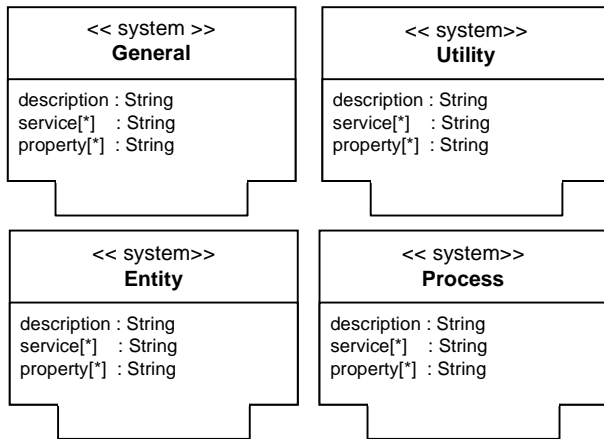 << system >>
General
description : String
service[*] : String
property[*] : String
<< system>>
Utility
description : String
service[*] : String
property[*] : String
<< system>>
Entity
description : String
service[*] : String
property[*] : String
<< system>>
Process
description : String
service[*] : String
property[*] : String